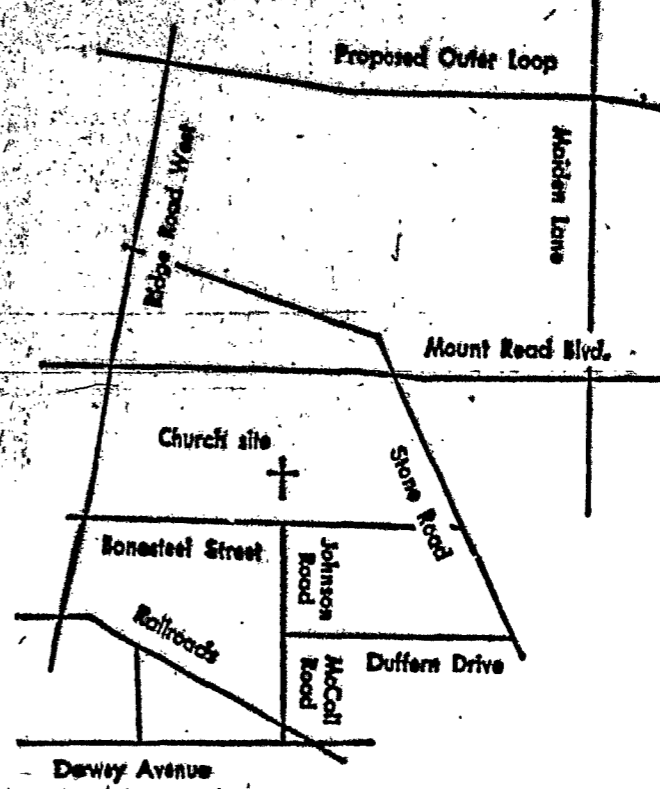 Proposed Outer Loop
Maiden Lane
Ridge Road West
Mount Read Blvd.
Church site
Stone Road
Bonesteel Street
Johnson
Road
Railroads
Duffern Drive
McCall
Road
Dewey Avenue